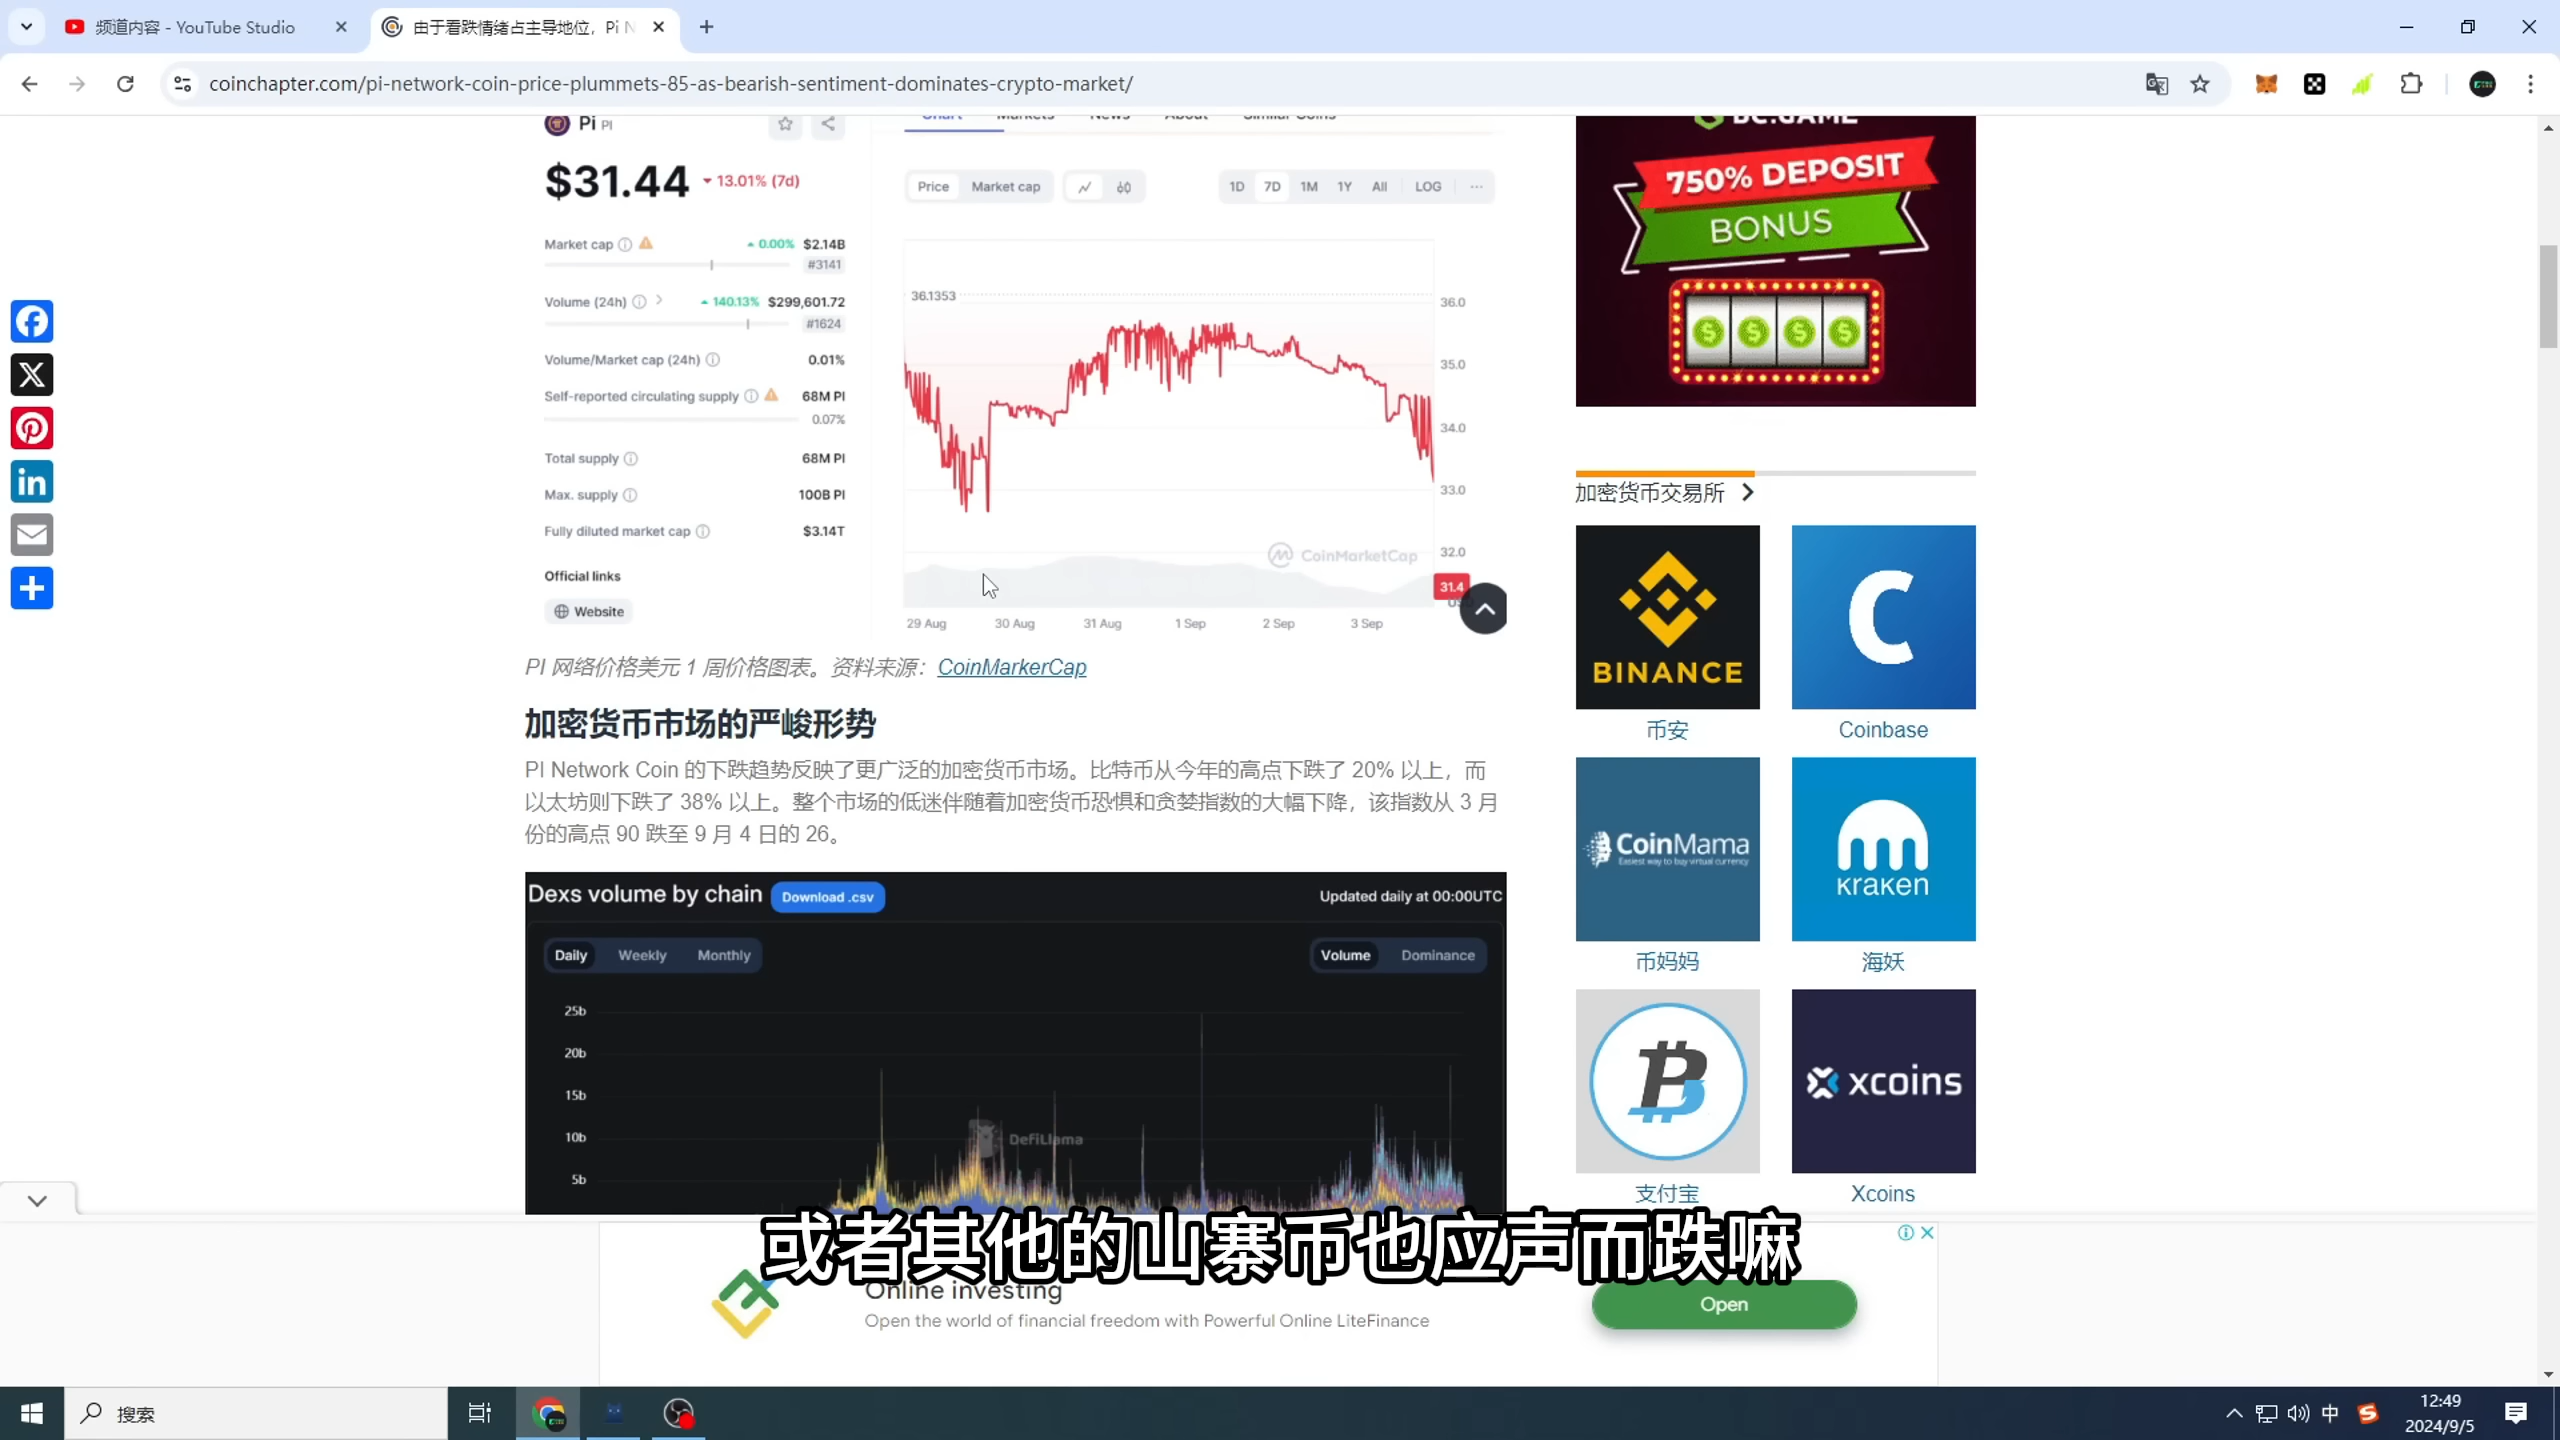 频道内容 - YouTube Studio
由于看跌情绪占主导地位，Pi N
coinchapter.com/pi-network-coin-price-plummets-85-as-bearish-sentiment-dominates-crypto-market/
Pi PI
Chart Markets News About Similar Coins
$31.44 13.01% (7d)
Price Market cap
1D 7D 1M 1Y All LOG ...
Market cap 0.00% $2.14B
#3141
Volume (24h) 140.13% $299,601.72
#1624
Volume/Market cap (24h) 0.01%
Self-reported circulating supply 68M PI
0.07%
Total supply 68M PI
Max. supply 100B PI
Fully diluted market cap $3.14T
Official links
Website
36.1353
36.0
35.0
34.0
33.0
32.0
31.4
CoinMarketCap
29 Aug 30 Aug 31 Aug 1 Sep 2 Sep 3 Sep
PI 网络价格美元 1 周价格图表。资料来源：CoinMarkerCap
加密货币市场的严峻形势
PI Network Coin 的下跌趋势反映了更广泛的加密货币市场。比特币从今年的高点下跌了 20% 以上，而
以太坊则下跌了 38% 以上。整个市场的低迷伴随着加密货币恐惧和贪婪指数的大幅下降，该指数从 3 月
份的高点 90 跌至 9 月 4 日的 26。
Dexs volume by chain Download .csv Updated daily at 00:00UTC
Daily Weekly Monthly Volume Dominance
25b
20b
15b
10b
5b
DefiLlama
BC.GAME
750% DEPOSIT
BONUS
加密货币交易所
BINANCE
币安
Coinbase
CoinMama
Easiest way to buy virtual currency
币妈妈
kraken
海妖
支付宝
xcoins
Xcoins
或者其他的山寨币也应声而跌嘛
Online investing
Open the world of financial freedom with Powerful Online LiteFinance
Open
搜索
中
12:49
2024/9/5